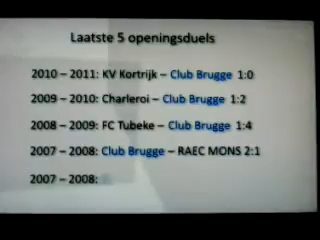 Laatste 5 openingsduels
2010 – 2011: KV Kortrijk – Club Brugge 1:0
2009 – 2010: Charleroi – Club Brugge 1:2
2008 – 2009: FC Tubeke – Club Brugge 1:4
2007 – 2008: Club Brugge – RAEC MONS 2:1
2007 – 2008: